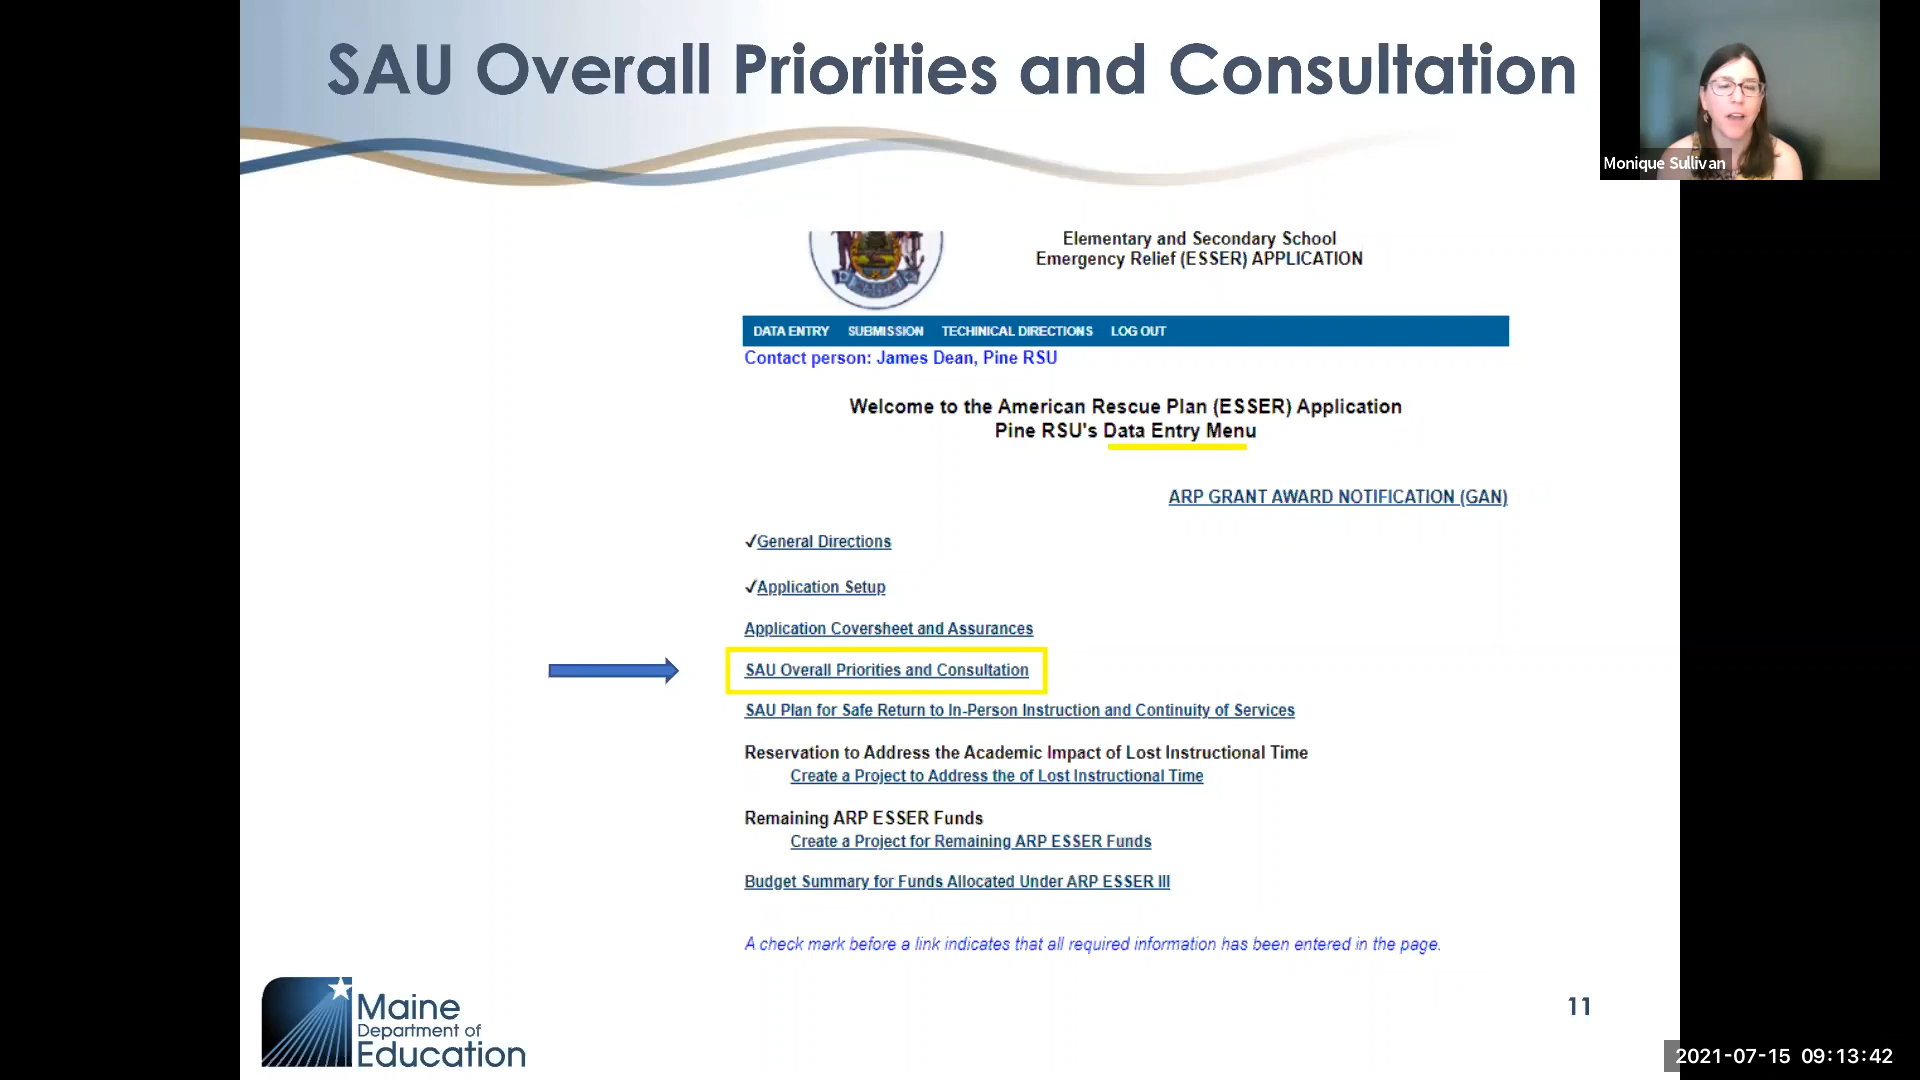 SAU Overall Priorities and Consultation
Monique Sullivan
Elementary and Secondary School
Emergency Relief (ESSER) APPLICATION
DATA ENTRY SUBMISSION TECHINICAL DIRECTIONS LOG OUT
Contact person: James Dean, Pine RSU
Welcome to the American Rescue Plan (ESSER) Application
Pine RSU's Data Entry Menu
ARP GRANT AWARD NOTIFICATION (GAN)
✓General Directions
✓Application Setup
Application Coversheet and Assurances
SAU Overall Priorities and Consultation
SAU Plan for Safe Return to In-Person Instruction and Continuity of Services
Reservation to Address the Academic Impact of Lost Instructional Time
Create a Project to Address the of Lost Instructional Time
Remaining ARP ESSER Funds
Create a Project for Remaining ARP ESSER Funds
Budget Summary for Funds Allocated Under ARP ESSER III
A check mark before a link indicates that all required information has been entered in the page.
Maine
Department of
Education
11
2021-07-15 09:13:42